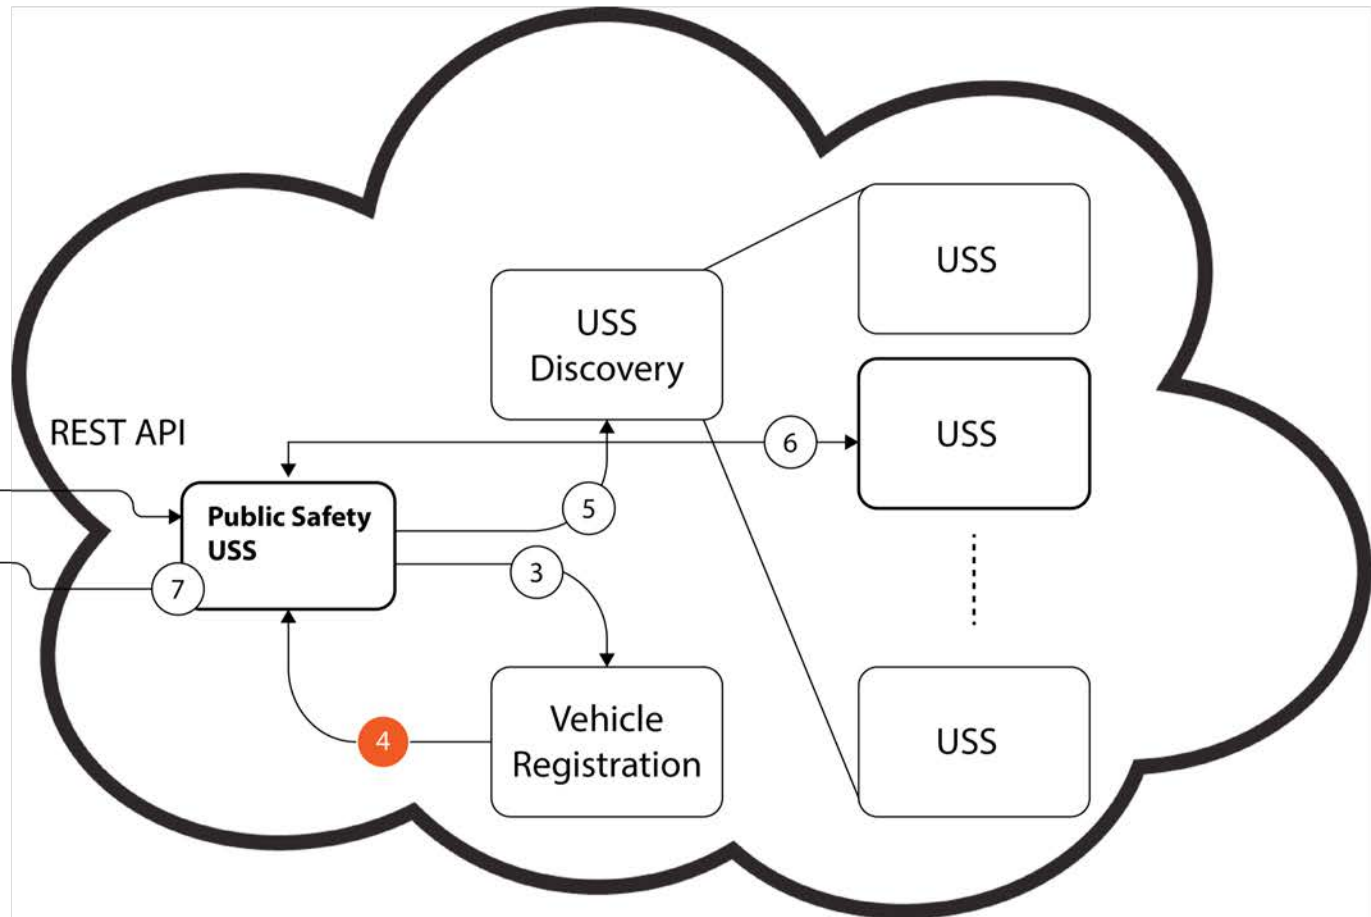 USS
USS
Discovery
USS
REST API
6
Public Safety
USS
5
3
7
4
Vehicle
Registration
USS